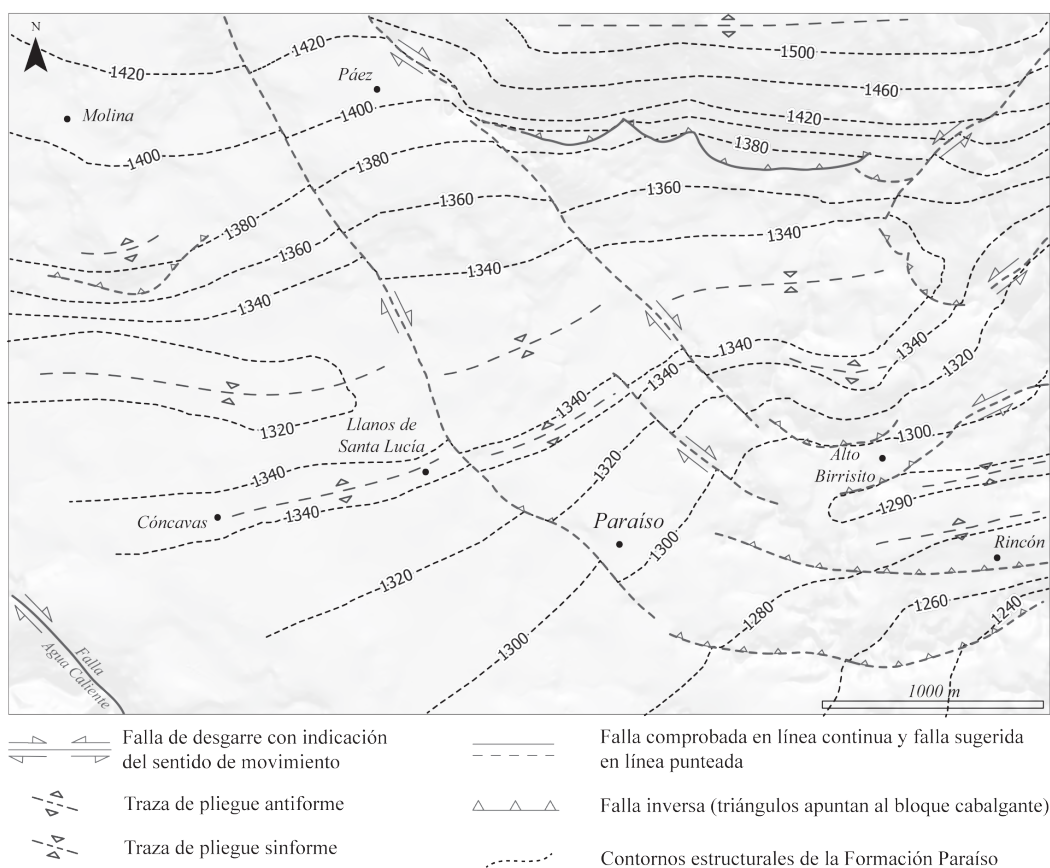 N
1420
1420
Páez
Molina
1400
1400
1500
1460
1420
1380
1380
1380
1360
1360
1360
1340
1340
1340
1340
1340
1340
1320
1340
1320
Llanos de
Santa Lucía
1340
1340
1320
1300
Alto
Birrisito
1290
Cóncavas
Paraíso
1300
Rincón
1320
1300
1280
1260
1240
Falla
Agua Caliente
1000 m
Falla de desgarre con indicación
del sentido de movimiento
Traza de pliegue antiforme
Traza de pliegue sinforme
Falla comprobada en línea continua y falla sugerida
en línea punteada
Falla inversa (triángulos apuntan al bloque cabalgante)
Contornos estructurales de la Formación Paraíso